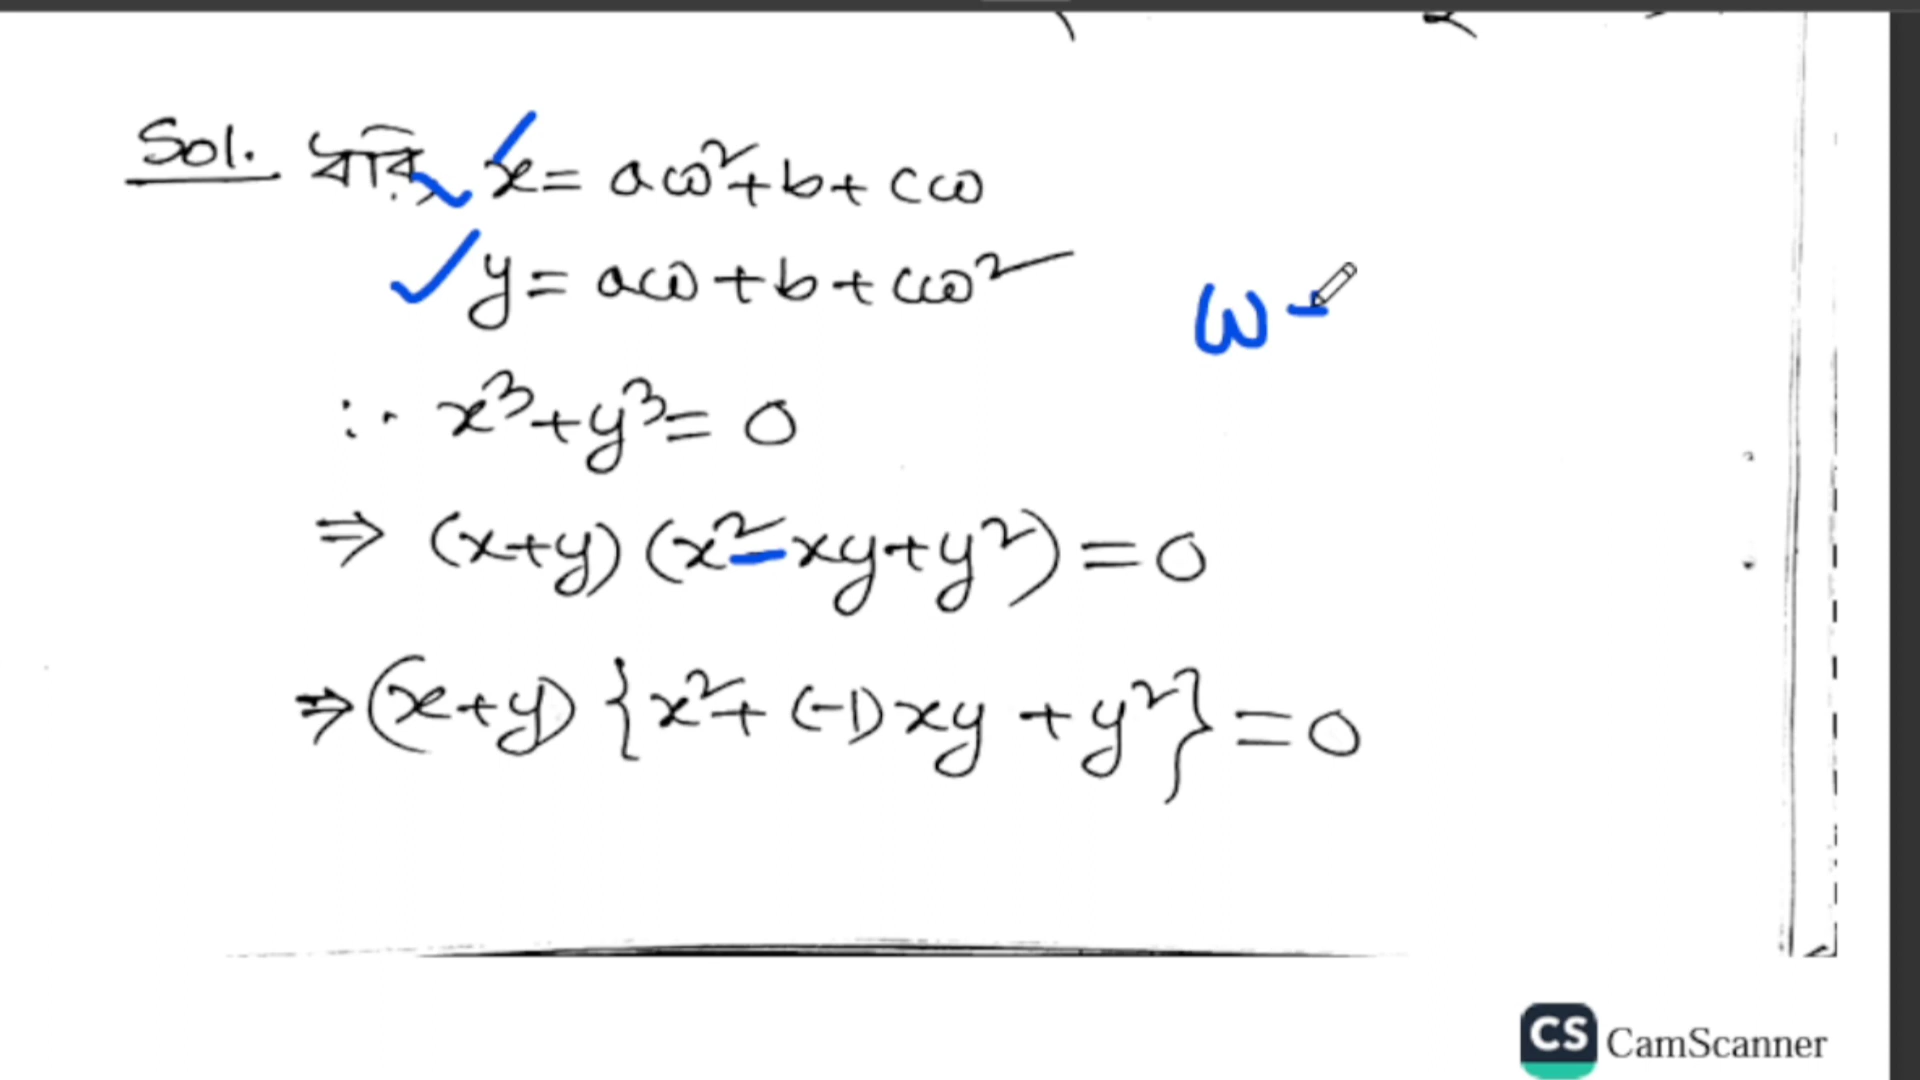 Sol. ধরি, x = aω²+b+cω
y = aω+b+cω²
∴ x³+y³ = 0
⇒ (x+y) (x²-xy+y²) = 0
⇒ (x+y) {x²+ (-1) xy +y²} = 0
ω -
CS CamScanner